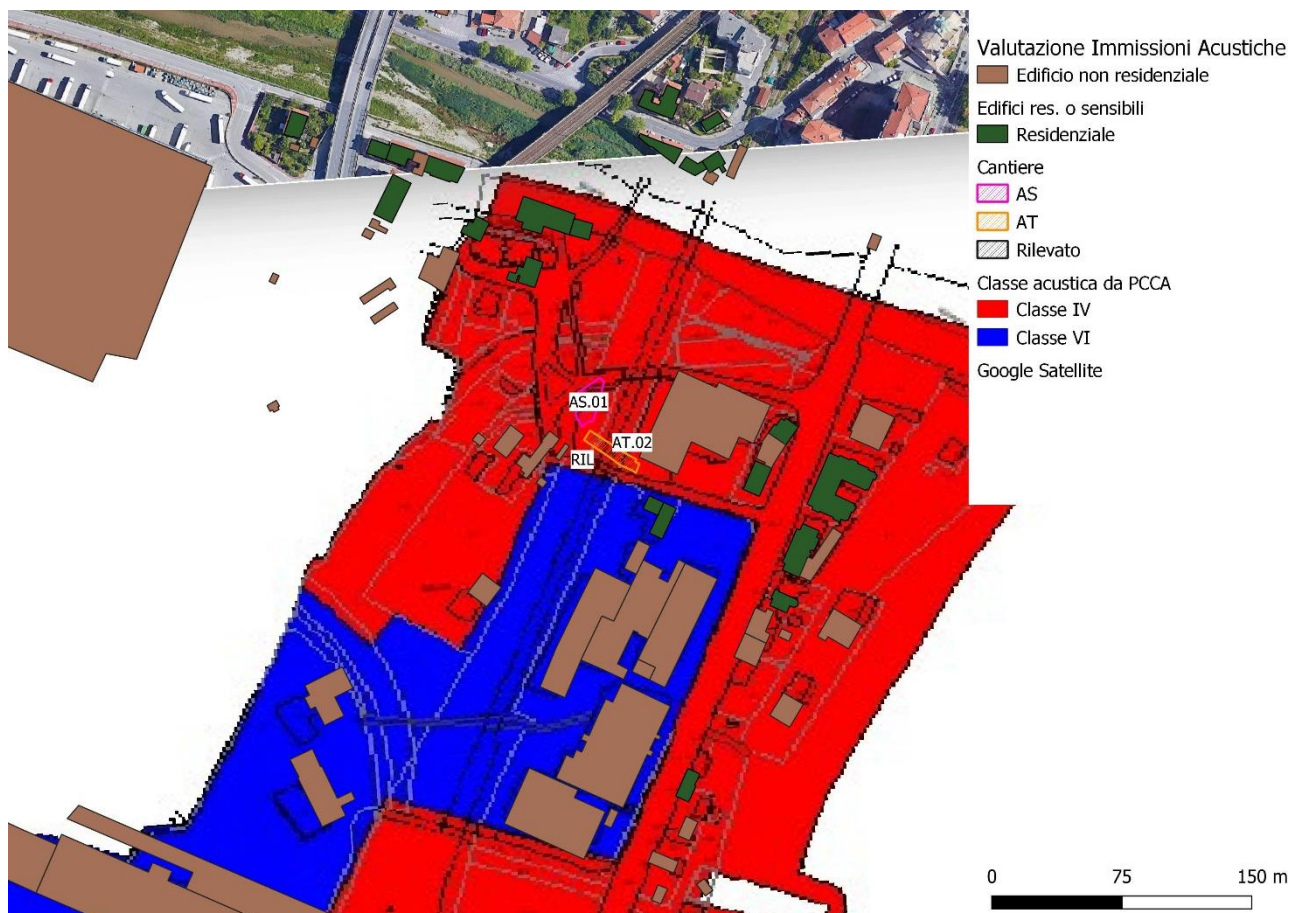 Valutazione Immissioni Acustiche
Edificio non residenziale
Edifici res. o sensibili
Residenziale
Cantiere
AS
AT
Rilevato
Classe acustica da PCCA
Classe IV
Classe VI
Google Satellite
AS.01
AT.02
RIL
0 75 150 m